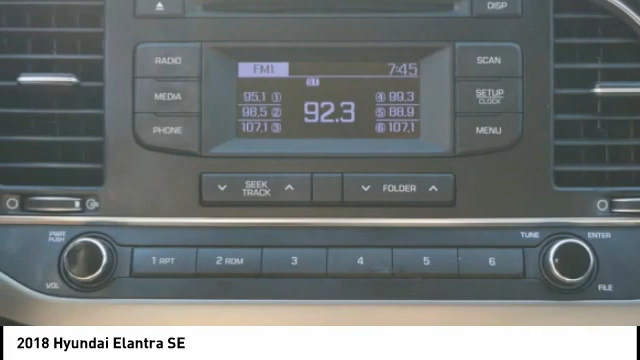 DISP
RADIO
MEDIA
PHONE
FM1 7:45
ST
95.1 1 4 99.3
98.5 2 92.3 5 88.9
107.1 3 6 107.1
SCAN
SETUP
CLOCK
MENU
SEEK
TRACK
FOLDER
PWR
PUSH
VOL
1 RPT 2 RDM 3 4 5 6
TUNE ENTER
FILE
2018 Hyundai Elantra SE